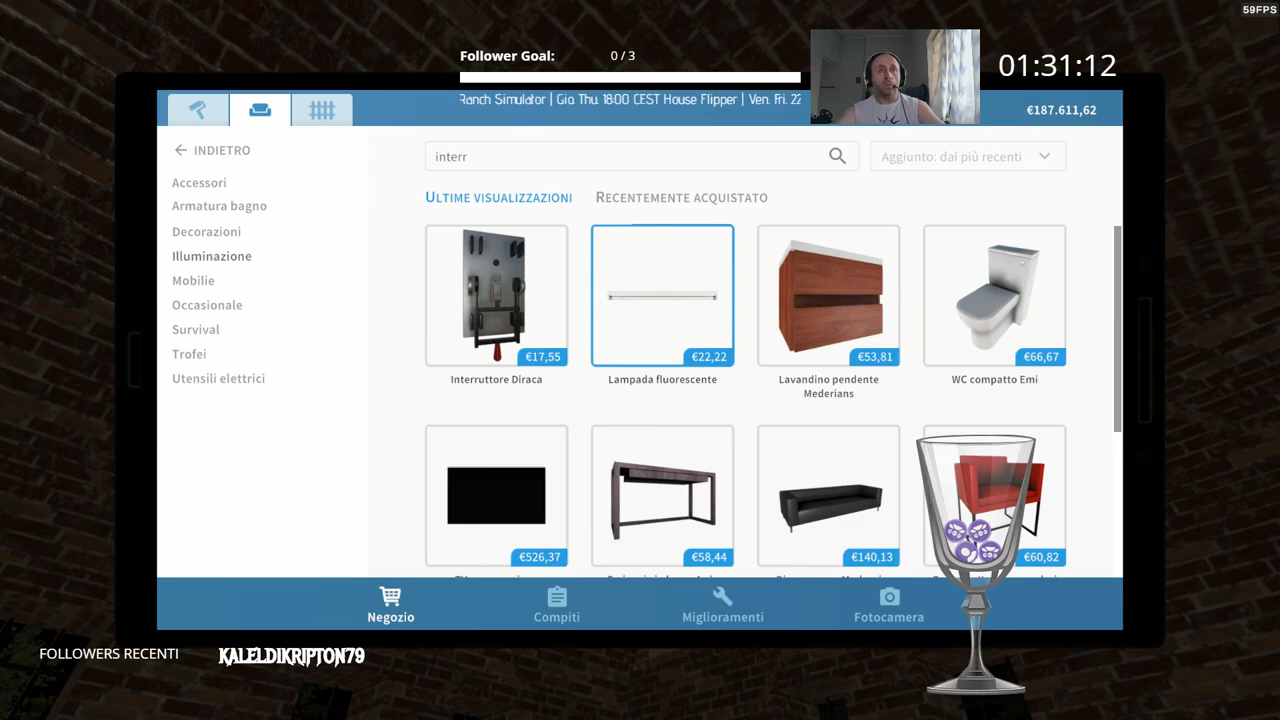 59FPS
Follower Goal: 0 / 3
01:31:12
Ranch Simulator | Gio. Thu. 18:00 CEST House Flipper | Ven. Fri. 22
€187.611,62
INDIETRO
interr
Aggiunto: dai più recenti
Accessori
Armatura bagno
Decorazioni
Illuminazione
Mobilie
Occasionale
Survival
Trofei
Utensili elettrici
ULTIME VISUALIZZAZIONI
RECENTEMENTE ACQUISTATO
€17,55
€22,22
€53,81
€66,67
Interruttore Diraca
Lampada fluorescente
Lavandino pendente
Mederians
WC compatto Emi
€526,37
€58,44
€140,13
€60,82
Negozio
Compiti
Miglioramenti
Fotocamera
FOLLOWERS RECENTI
KALELDIKRIPTON79